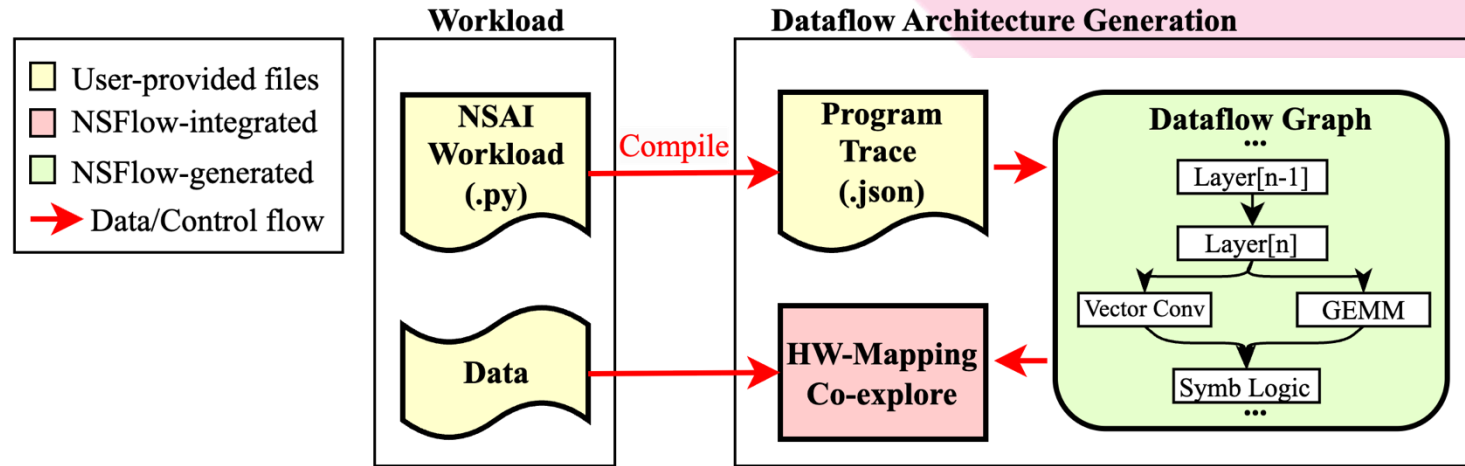 Workload
Dataflow Architecture Generation
User-provided files
NSFlow-integrated
NSFlow-generated
Data/Control flow
NSAI
Workload
(.py)
Compile
Program
Trace
(.json)
Dataflow Graph
...
Layer[n-1]
Layer[n]
Vector Conv
GEMM
Symb Logic
...
Data
HW-Mapping
Co-explore